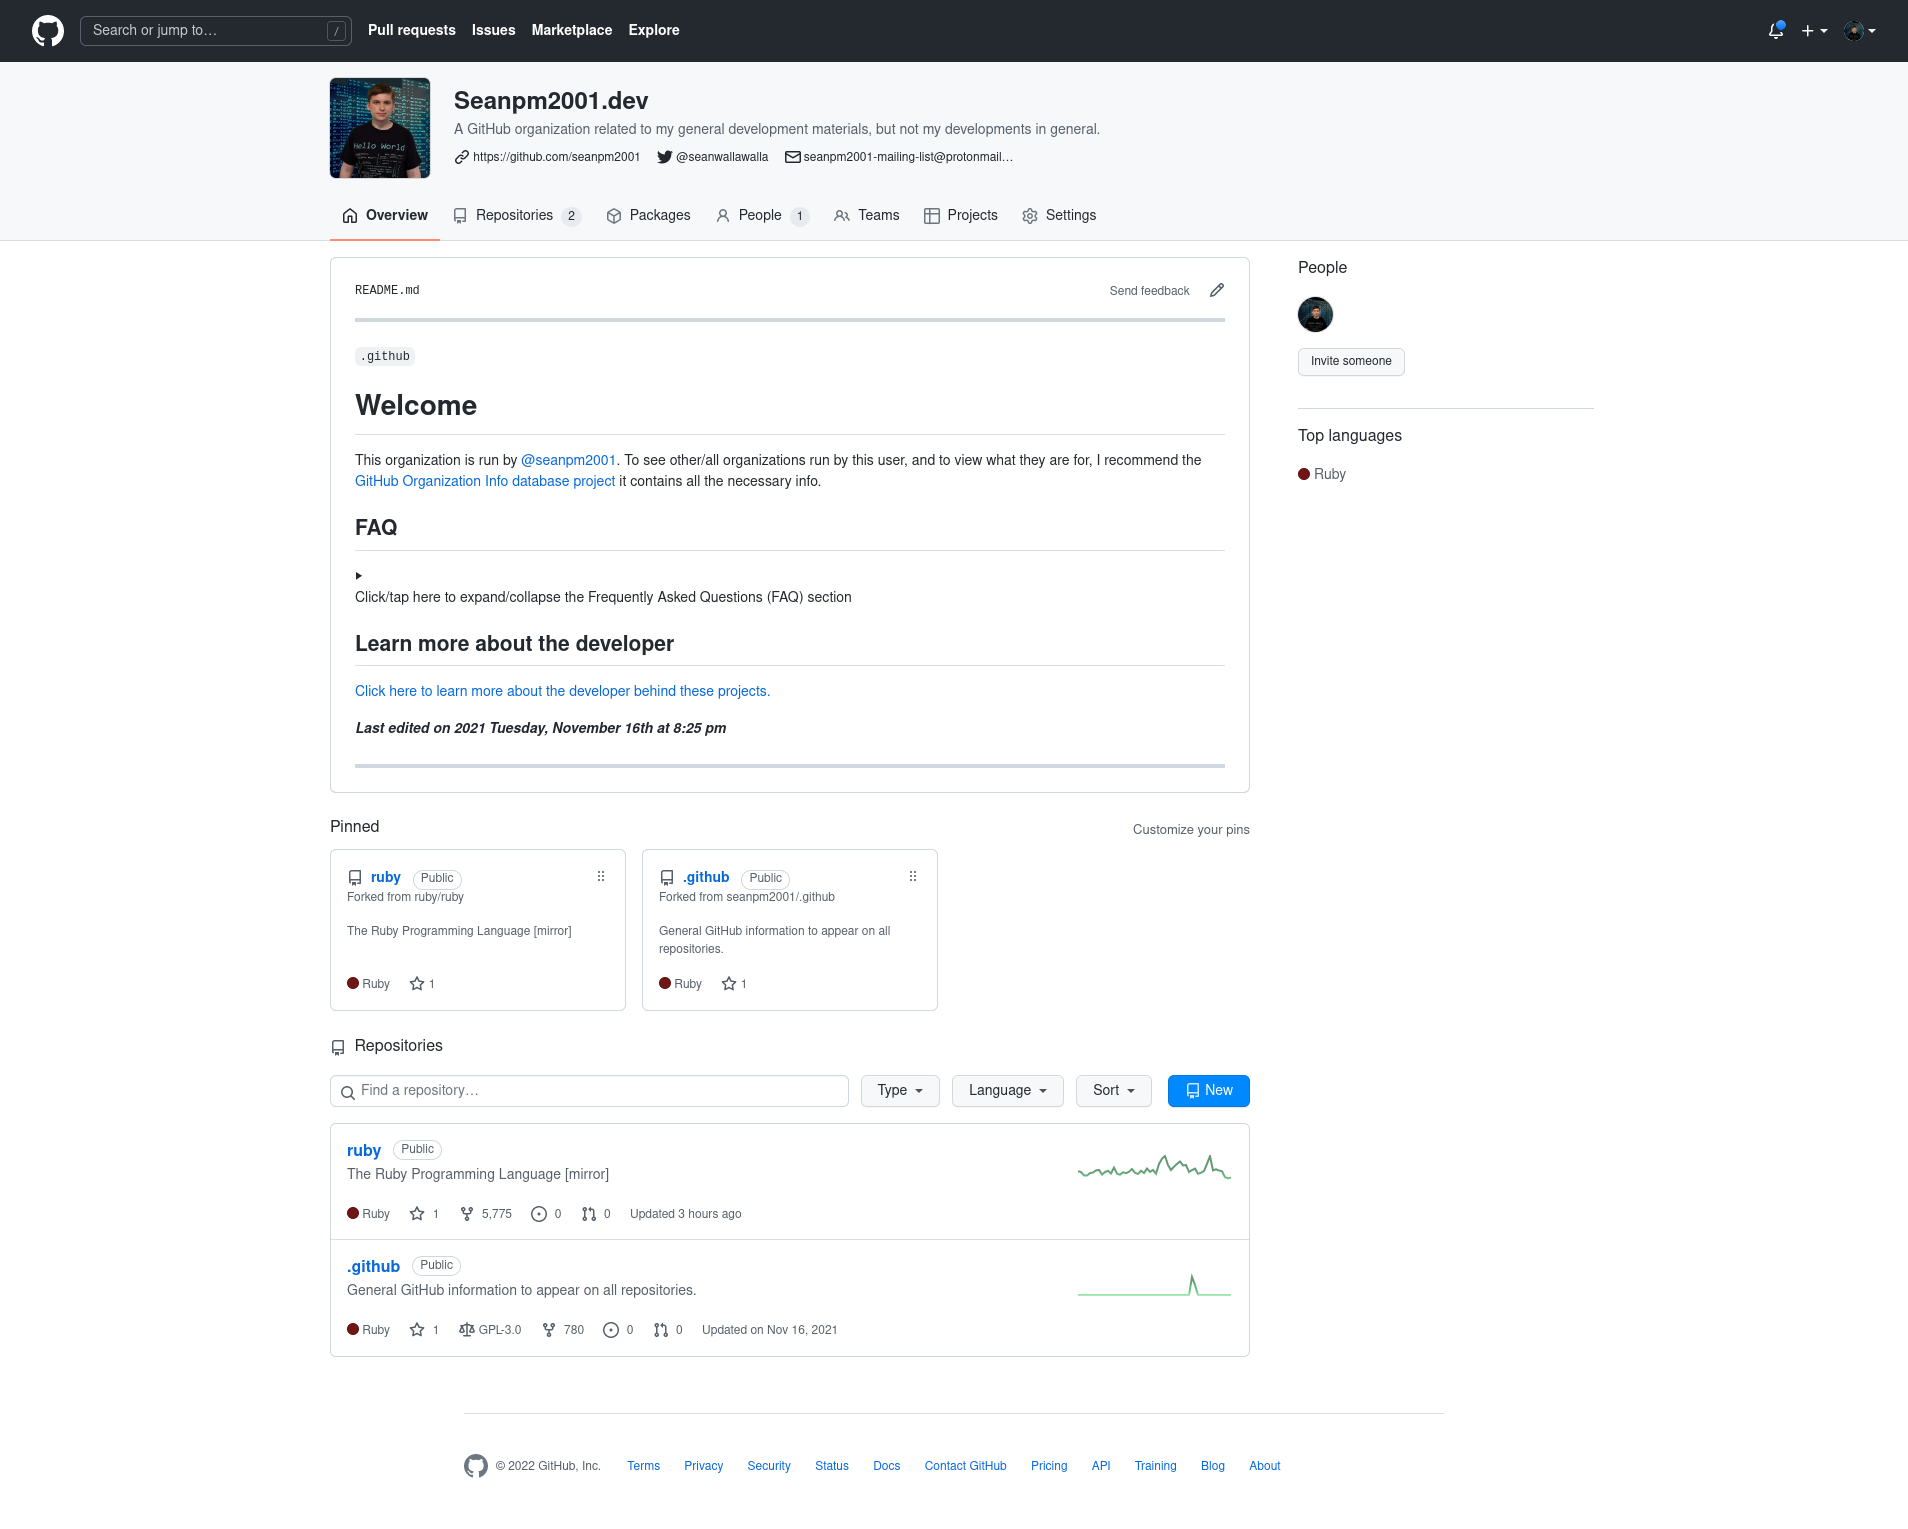 Search or jump to…
/
Pull requests
Issues
Marketplace
Explore
Seanpm2001.dev
A GitHub organization related to my general development materials, but not my developments in general.
https://github.com/seanpm2001
@seanwallawalla
seanpm2001-mailing-list@protonmail…
Overview
Repositories 2
Packages
People 1
Teams
Projects
Settings
README.md
Send feedback
.github
Welcome
This organization is run by @seanpm2001. To see other/all organizations run by this user, and to view what they are for, I recommend the
GitHub Organization Info database project it contains all the necessary info.
FAQ
Click/tap here to expand/collapse the Frequently Asked Questions (FAQ) section
Learn more about the developer
Click here to learn more about the developer behind these projects.
Last edited on 2021 Tuesday, November 16th at 8:25 pm
People
Invite someone
Top languages
Ruby
Pinned
Customize your pins
ruby Public
Forked from ruby/ruby
The Ruby Programming Language [mirror]
Ruby 1
.github Public
Forked from seanpm2001/.github
General GitHub information to appear on all
repositories.
Ruby 1
Repositories
Find a repository…
Type
Language
Sort
New
ruby Public
The Ruby Programming Language [mirror]
Ruby 1 5,775 0 0 Updated 3 hours ago
.github Public
General GitHub information to appear on all repositories.
Ruby 1 GPL-3.0 780 0 0 Updated on Nov 16, 2021
© 2022 GitHub, Inc.
Terms
Privacy
Security
Status
Docs
Contact GitHub
Pricing
API
Training
Blog
About
Hello World